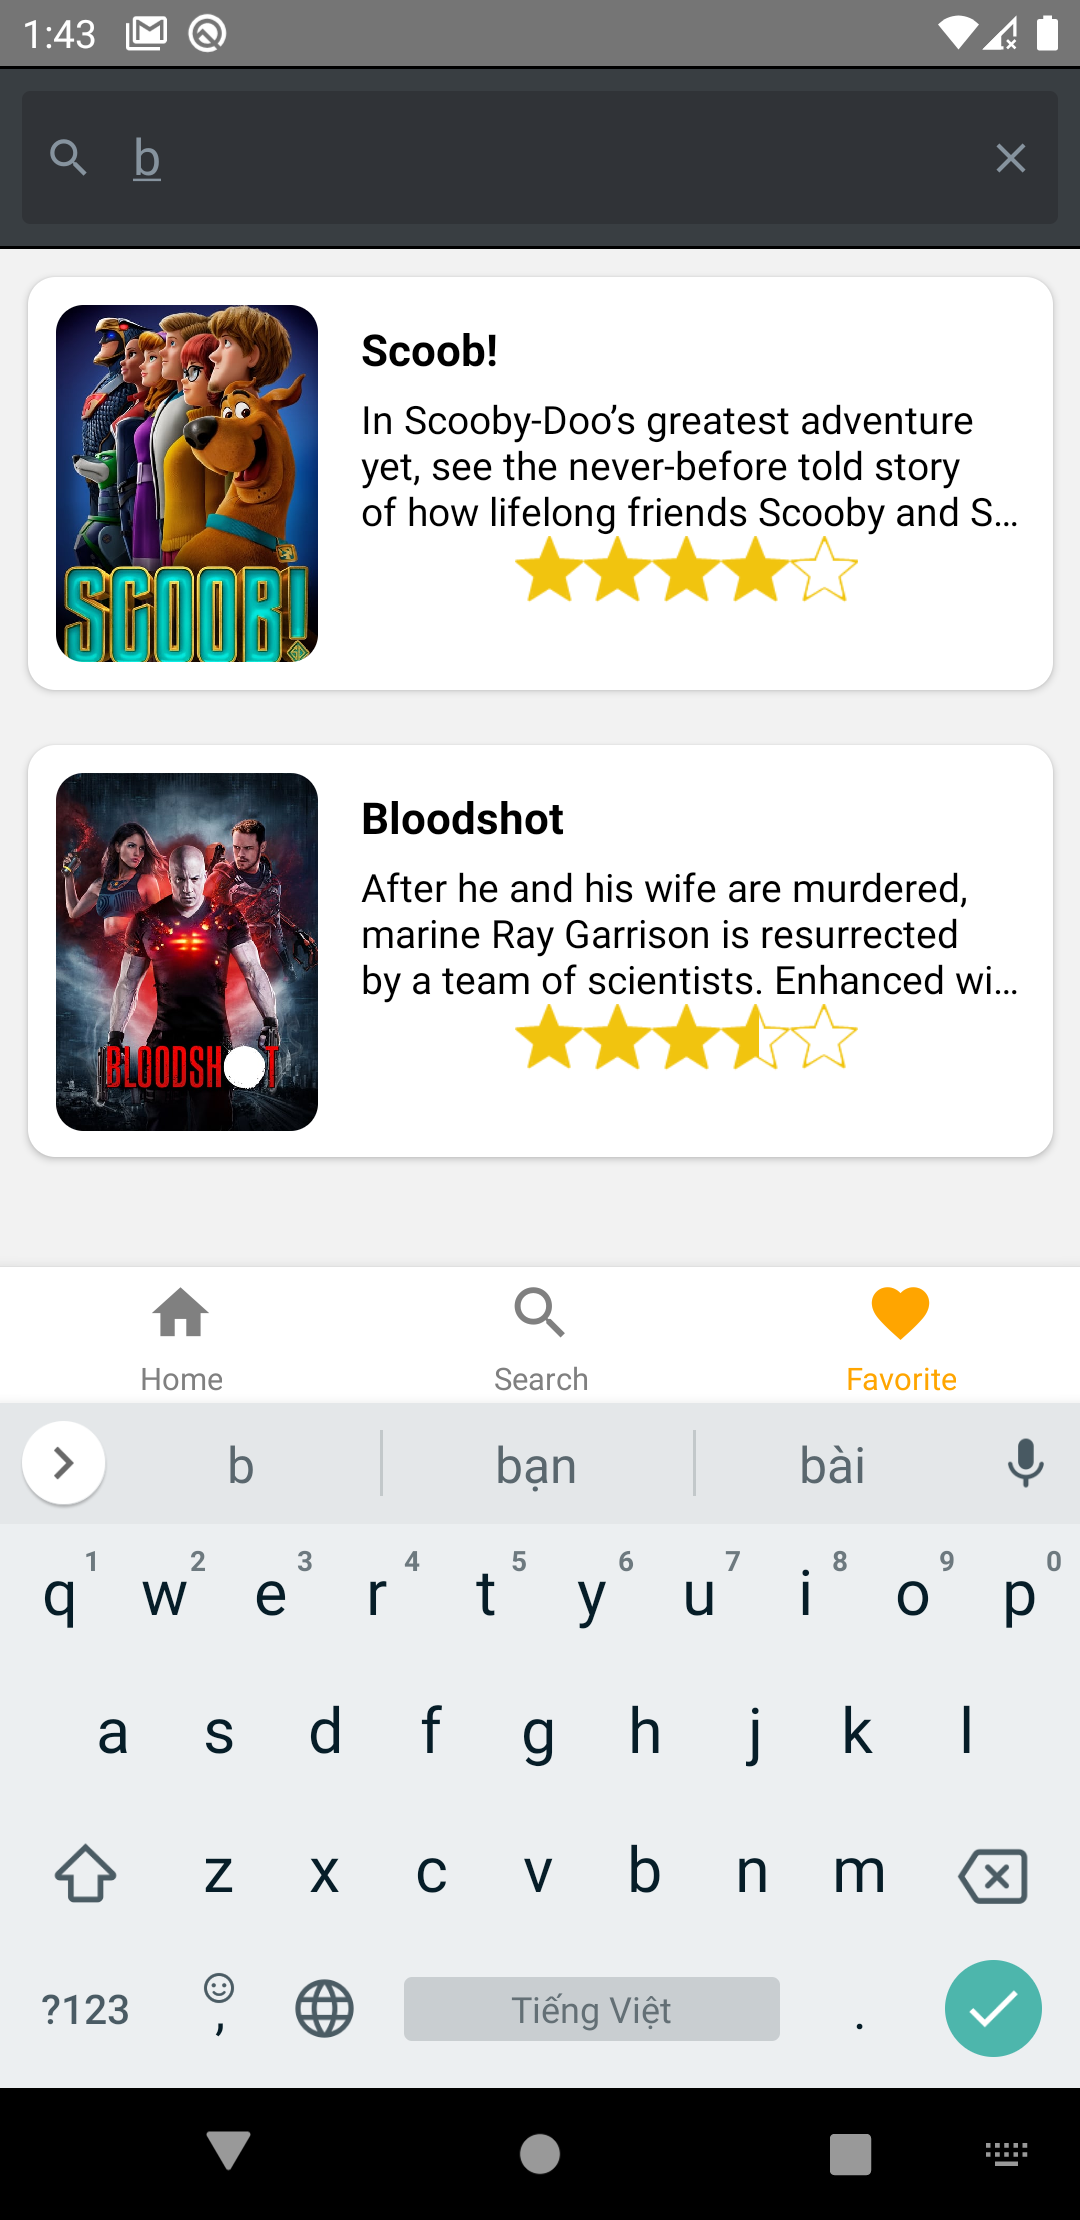 1:43
b
Scoob!
In Scooby-Doo’s greatest adventure
yet, see the never-before told story
of how lifelong friends Scooby and S...
SCOOB!
Bloodshot
After he and his wife are murdered,
marine Ray Garrison is resurrected
by a team of scientists. Enhanced wi...
BLOODSHOT
Home Search Favorite
b bạn bài
1 2 3 4 5 6 7 8 9 0
q w e r t y u i o p
a s d f g h j k l
z x c v b n m
?123 , Tiếng Việt .